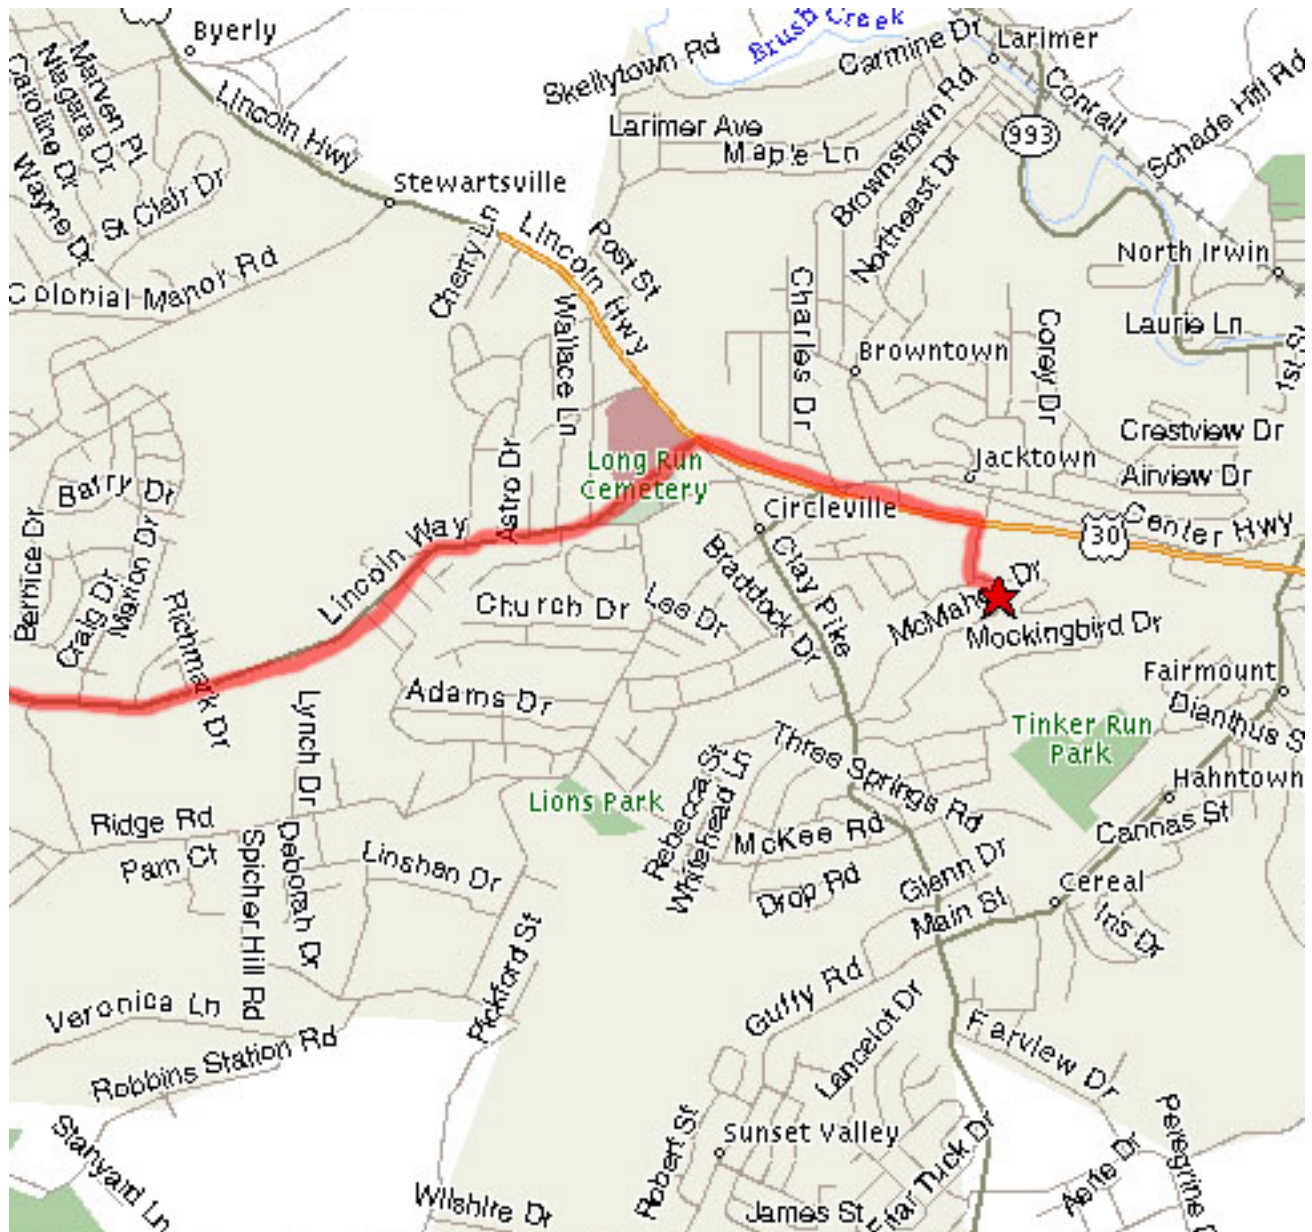 Byerly
Brush Creek
Skellytown Rd
Carmine Dr
Larimer
Marven Pl
Niagara Dr
Caroline Dr
Wayne Dr
St Clair Dr
Lincoln Hwy
Larimer Ave
Maple Ln
Brownstown Rd
Northeast Dr
993
Conrail
Schade Hill Rd
Stewartsville
Cherry Ln
Lincoln Hwy
Post St
North Irwin
Colonial Manor Rd
Wallace Ln
Charles Dr
Browntown
Corey Dr
Laurie Ln
1st S
Crestview Dr
Airview Dr
Jacktown
Long Run
Cemetery
Astro Dr
Barry Dr
Bernice Dr
Craig Dr
Marion Dr
Richmark Dr
Lincoln Way
Circleville
30
Center Hwy
Clay Pike
Braddock Dr
Church Dr
Lee Dr
McMahon Dr
Mockingbird Dr
Fairmount
Dianthus S
Adams Dr
Lynch Dr
Three Springs Rd
Tinker Run
Park
Hahntown
Cannas St
Lions Park
Rebecca St
Whitehead Ln
McKee Rd
Drop Rd
Glenn Dr
Main St
Cereal
Iris Dr
Ridge Rd
Pam Ct
Spicher Hill Rd
Deborah Dr
Linshan Dr
Pickford St
Guffy Rd
Lancelot Dr
Farview Dr
Veronica Ln
Robbins Station Rd
Stanyard Ln
Wilshire Dr
Robert St
Sunset Valley
James St
Friar Tuck Dr
Aerie Dr
Peregrine